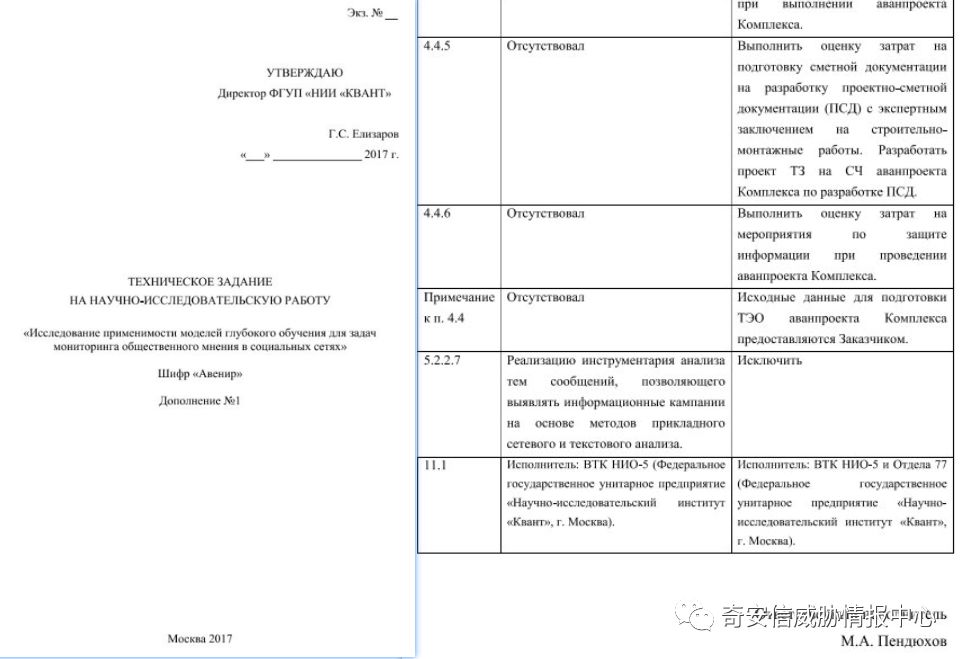 Экз. № __
УТВЕРЖДАЮ
Директор ФГУП «НИИ «КВАНТ»
Г.С. Елизаров
«___» ________________ 2017 г.
ТЕХНИЧЕСКОЕ ЗАДАНИЕ
НА НАУЧНО-ИССЛЕДОВАТЕЛЬСКУЮ РАБОТУ
«Исследование применимости моделей глубокого обучения для задач
мониторинга общественного мнения в социальных сетях»
Шифр «Авенир»
Дополнение №1
Москва 2017
при выполнении аванпроекта
Комплекса.
4.4.5
Отсутствовал
Выполнить оценку затрат на
подготовку сметной документации
на разработку проектно-сметной
документации (ПСД) с экспертным
заключением на строительно-
монтажные работы. Разработать
проект ТЗ на СЧ аванпроекта
Комплекса по разработке ПСД.
4.4.6
Отсутствовал
Выполнить оценку затрат на
мероприятия по защите
информации при проведении
аванпроекта Комплекса.
Примечание
к п. 4.4
Отсутствовал
Исходные данные для подготовки
ТЭО аванпроекта Комплекса
предоставляются Заказчиком.
5.2.2.7
Реализацию инструментария анализа
тем сообщений, позволяющего
выявлять информационные кампании
на основе методов прикладного
сетевого и текстового анализа.
Исключить
11.1
Исполнитель: ВТК НИО-5 (Федеральное
государственное унитарное предприятие
«Научно-исследовательский институт
«Квант», г. Москва).
Исполнитель: ВТК НИО-5 и Отдела 77
(Федеральное государственное
унитарное предприятие «Научно-
исследовательский институт «Квант»,
г. Москва).
奇安信威胁情报中心
М.А. Пендюхов